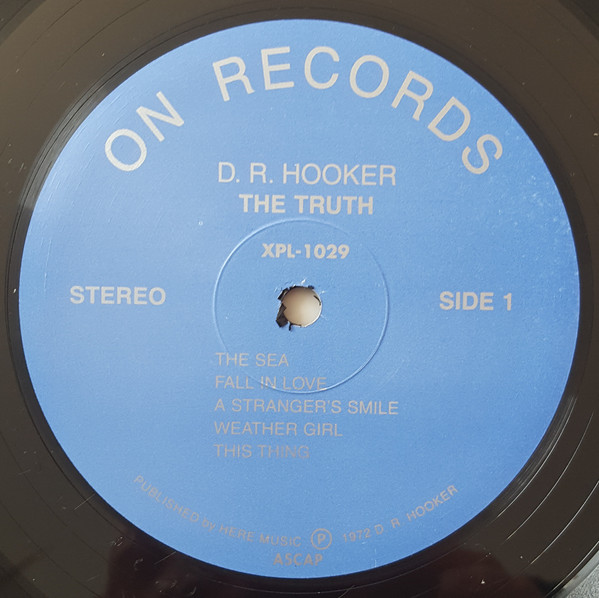 ON RECORDS
D. R. HOOKER
THE TRUTH
XPL-1029
STEREO
SIDE 1
THE SEA
FALL IN LOVE
A STRANGER'S SMILE
WEATHER GIRL
THIS THING
PUBLISHED by HERE MUSIC Ⓟ 1972 D R HOOKER
ASCAP